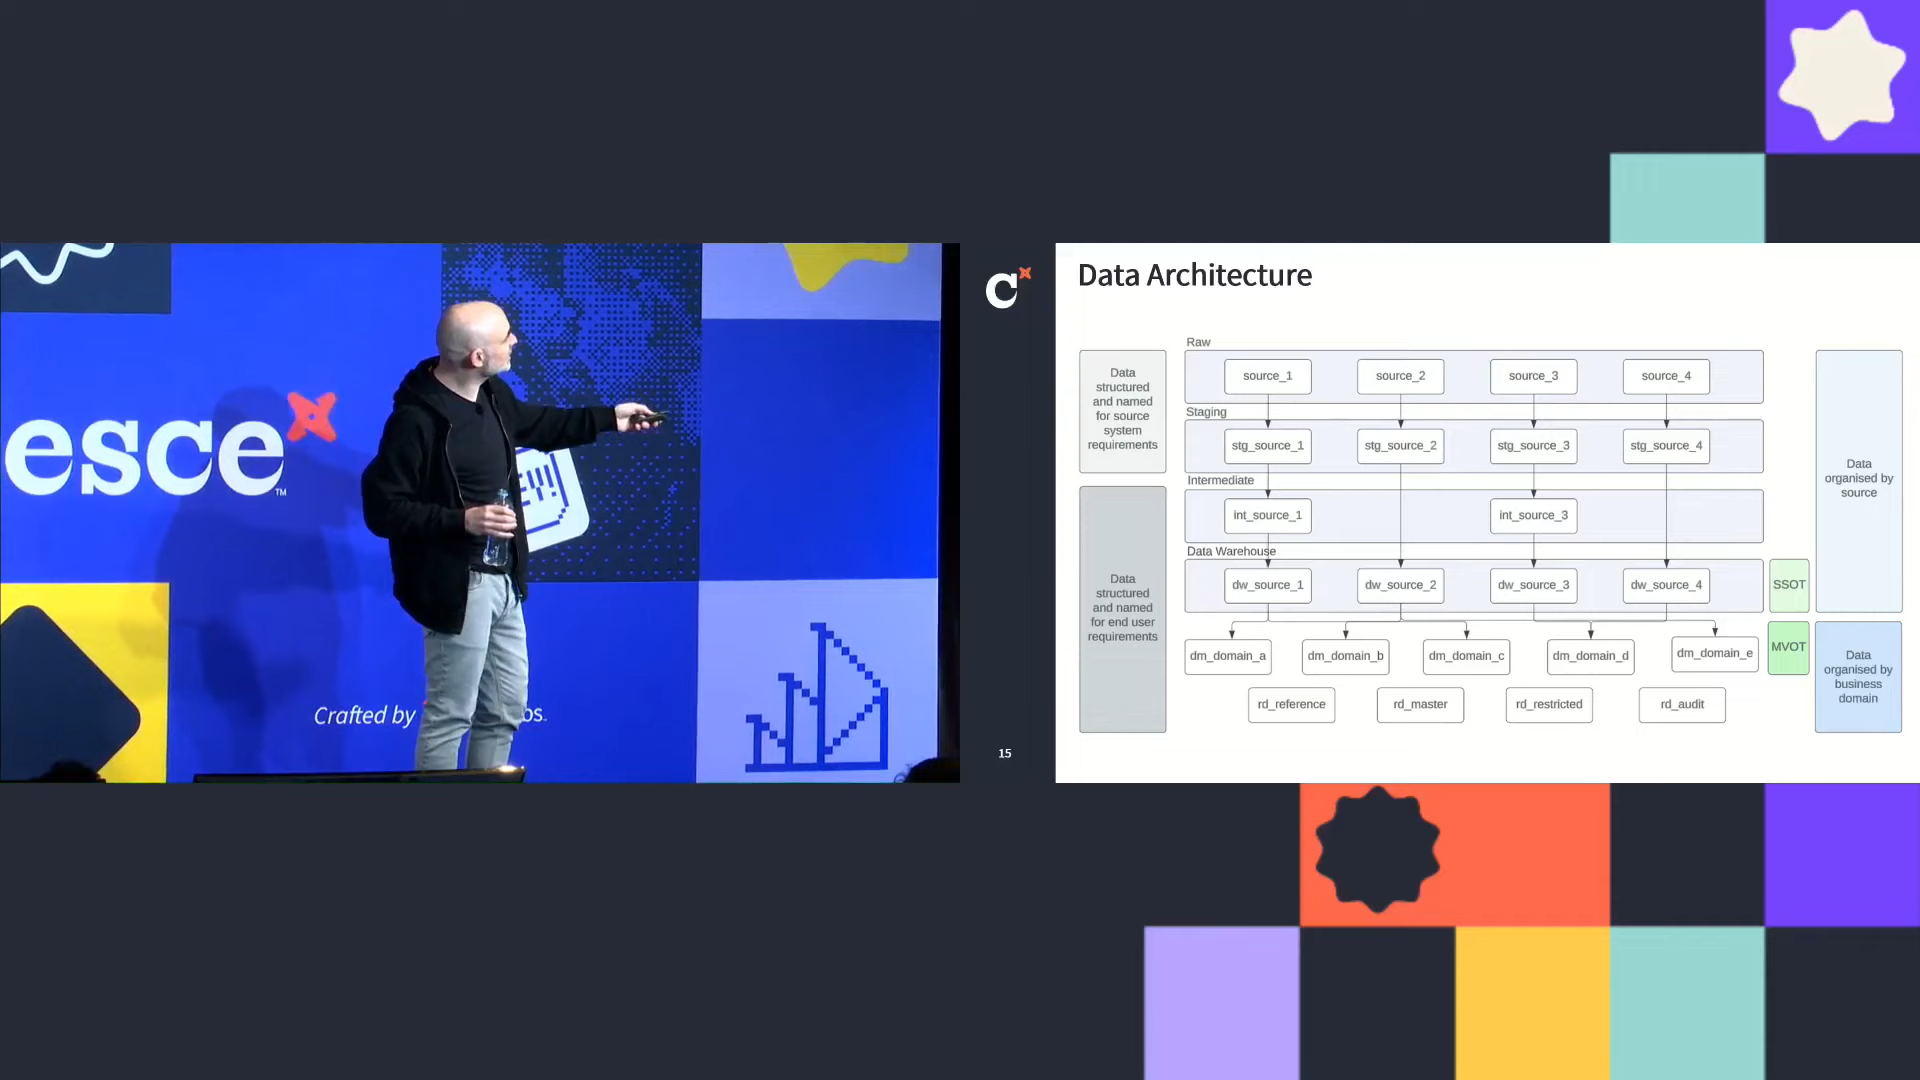 esce
TM
Crafted by
os.
C
15
Data Architecture
Raw
source_1
source_2
source_3
source_4
Staging
stg_source_1
stg_source_2
stg_source_3
stg_source_4
Intermediate
int_source_1
int_source_3
Data Warehouse
dw_source_1
dw_source_2
dw_source_3
dw_source_4
dm_domain_a
dm_domain_b
dm_domain_c
dm_domain_d
dm_domain_e
rd_reference
rd_master
rd_restricted
rd_audit
Data
structured
and named
for source
system
requirements
Data
structured
and named
for end user
requirements
SSOT
MVOT
Data
organised by
source
Data
organised by
business
domain